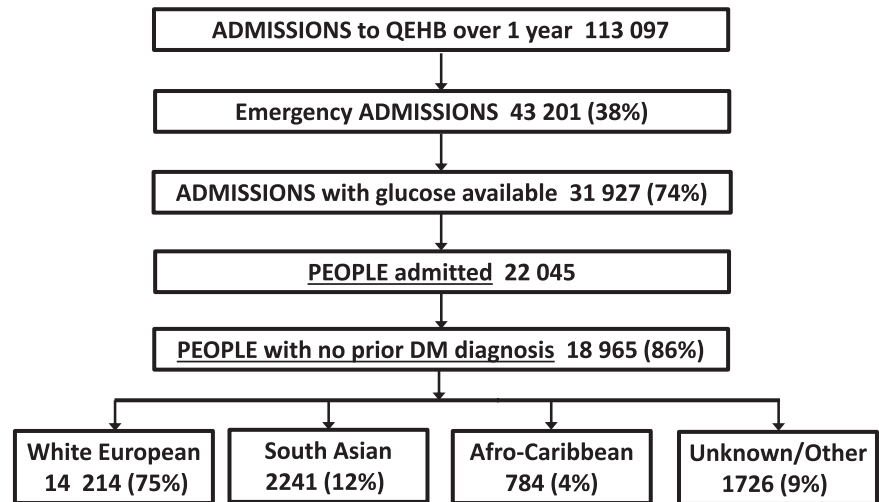 ADMISSIONS to QEHB over 1 year 113 097
Emergency ADMISSIONS 43 201 (38%)
ADMISSIONS with glucose available 31 927 (74%)
PEOPLE admitted 22 045
PEOPLE with no prior DM diagnosis 18 965 (86%)
White European
14 214 (75%)
South Asian
2241 (12%)
Afro-Caribbean
784 (4%)
Unknown/Other
1726 (9%)